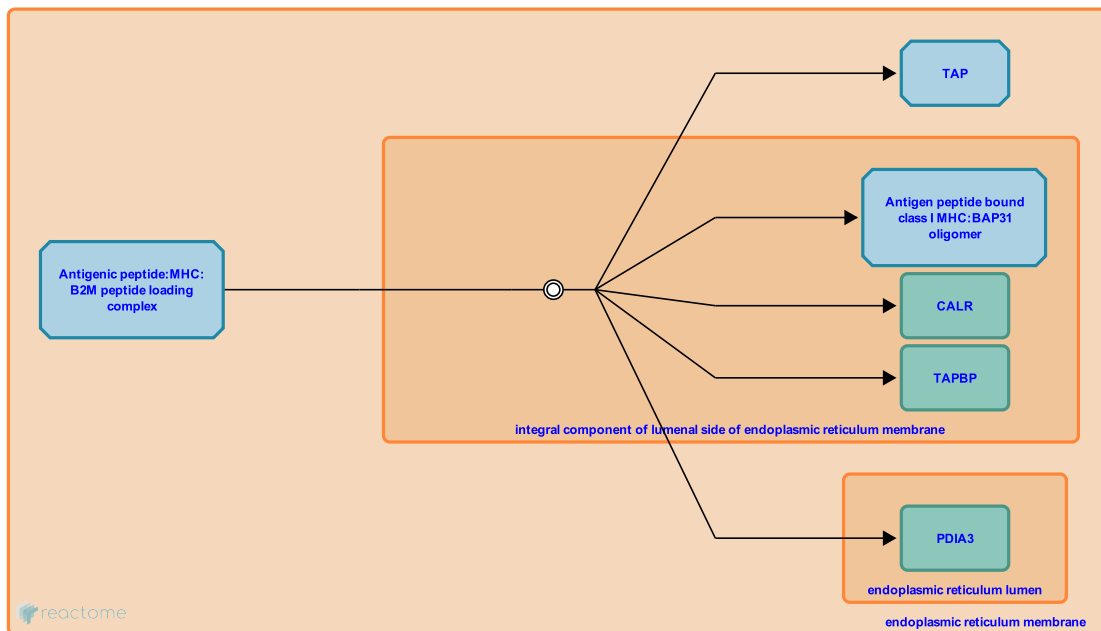 TAP
Antigen peptide bound
class I MHC:BAP31
oligomer
Antigenic peptide:MHC:
B2M peptide loading
complex
CALR
TAPBP
integral component of lumenal side of endoplasmic reticulum membrane
PDIA3
endoplasmic reticulum lumen
reactome
endoplasmic reticulum membrane